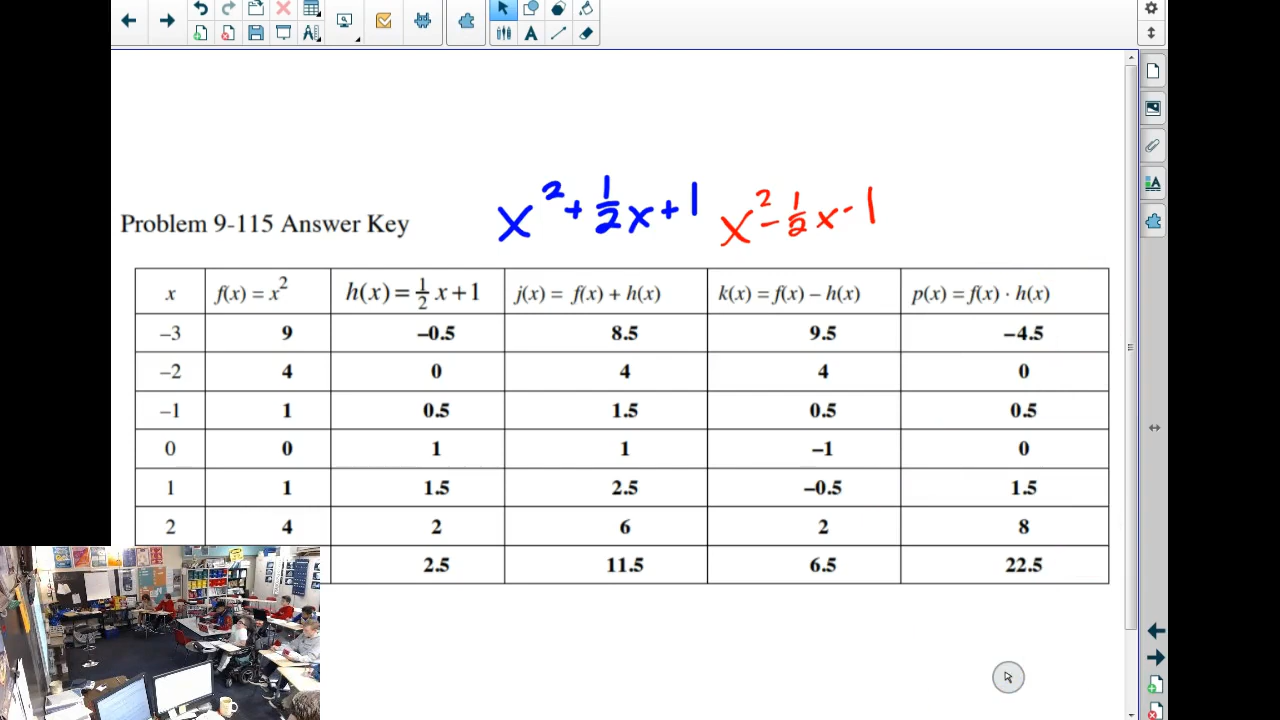 x² + 1/2 x + 1 x² - 1/2 x - 1
Problem 9-115 Answer Key
x f(x) = x² h(x) = 1/2 x + 1 j(x) = f(x) + h(x) k(x) = f(x) – h(x) p(x) = f(x) · h(x)
–3 9 –0.5 8.5 9.5 –4.5
–2 4 0 4 4 0
–1 1 0.5 1.5 0.5 0.5
0 0 1 1 –1 0
1 1 1.5 2.5 –0.5 1.5
2 4 2 6 2 8
2.5 11.5 6.5 22.5